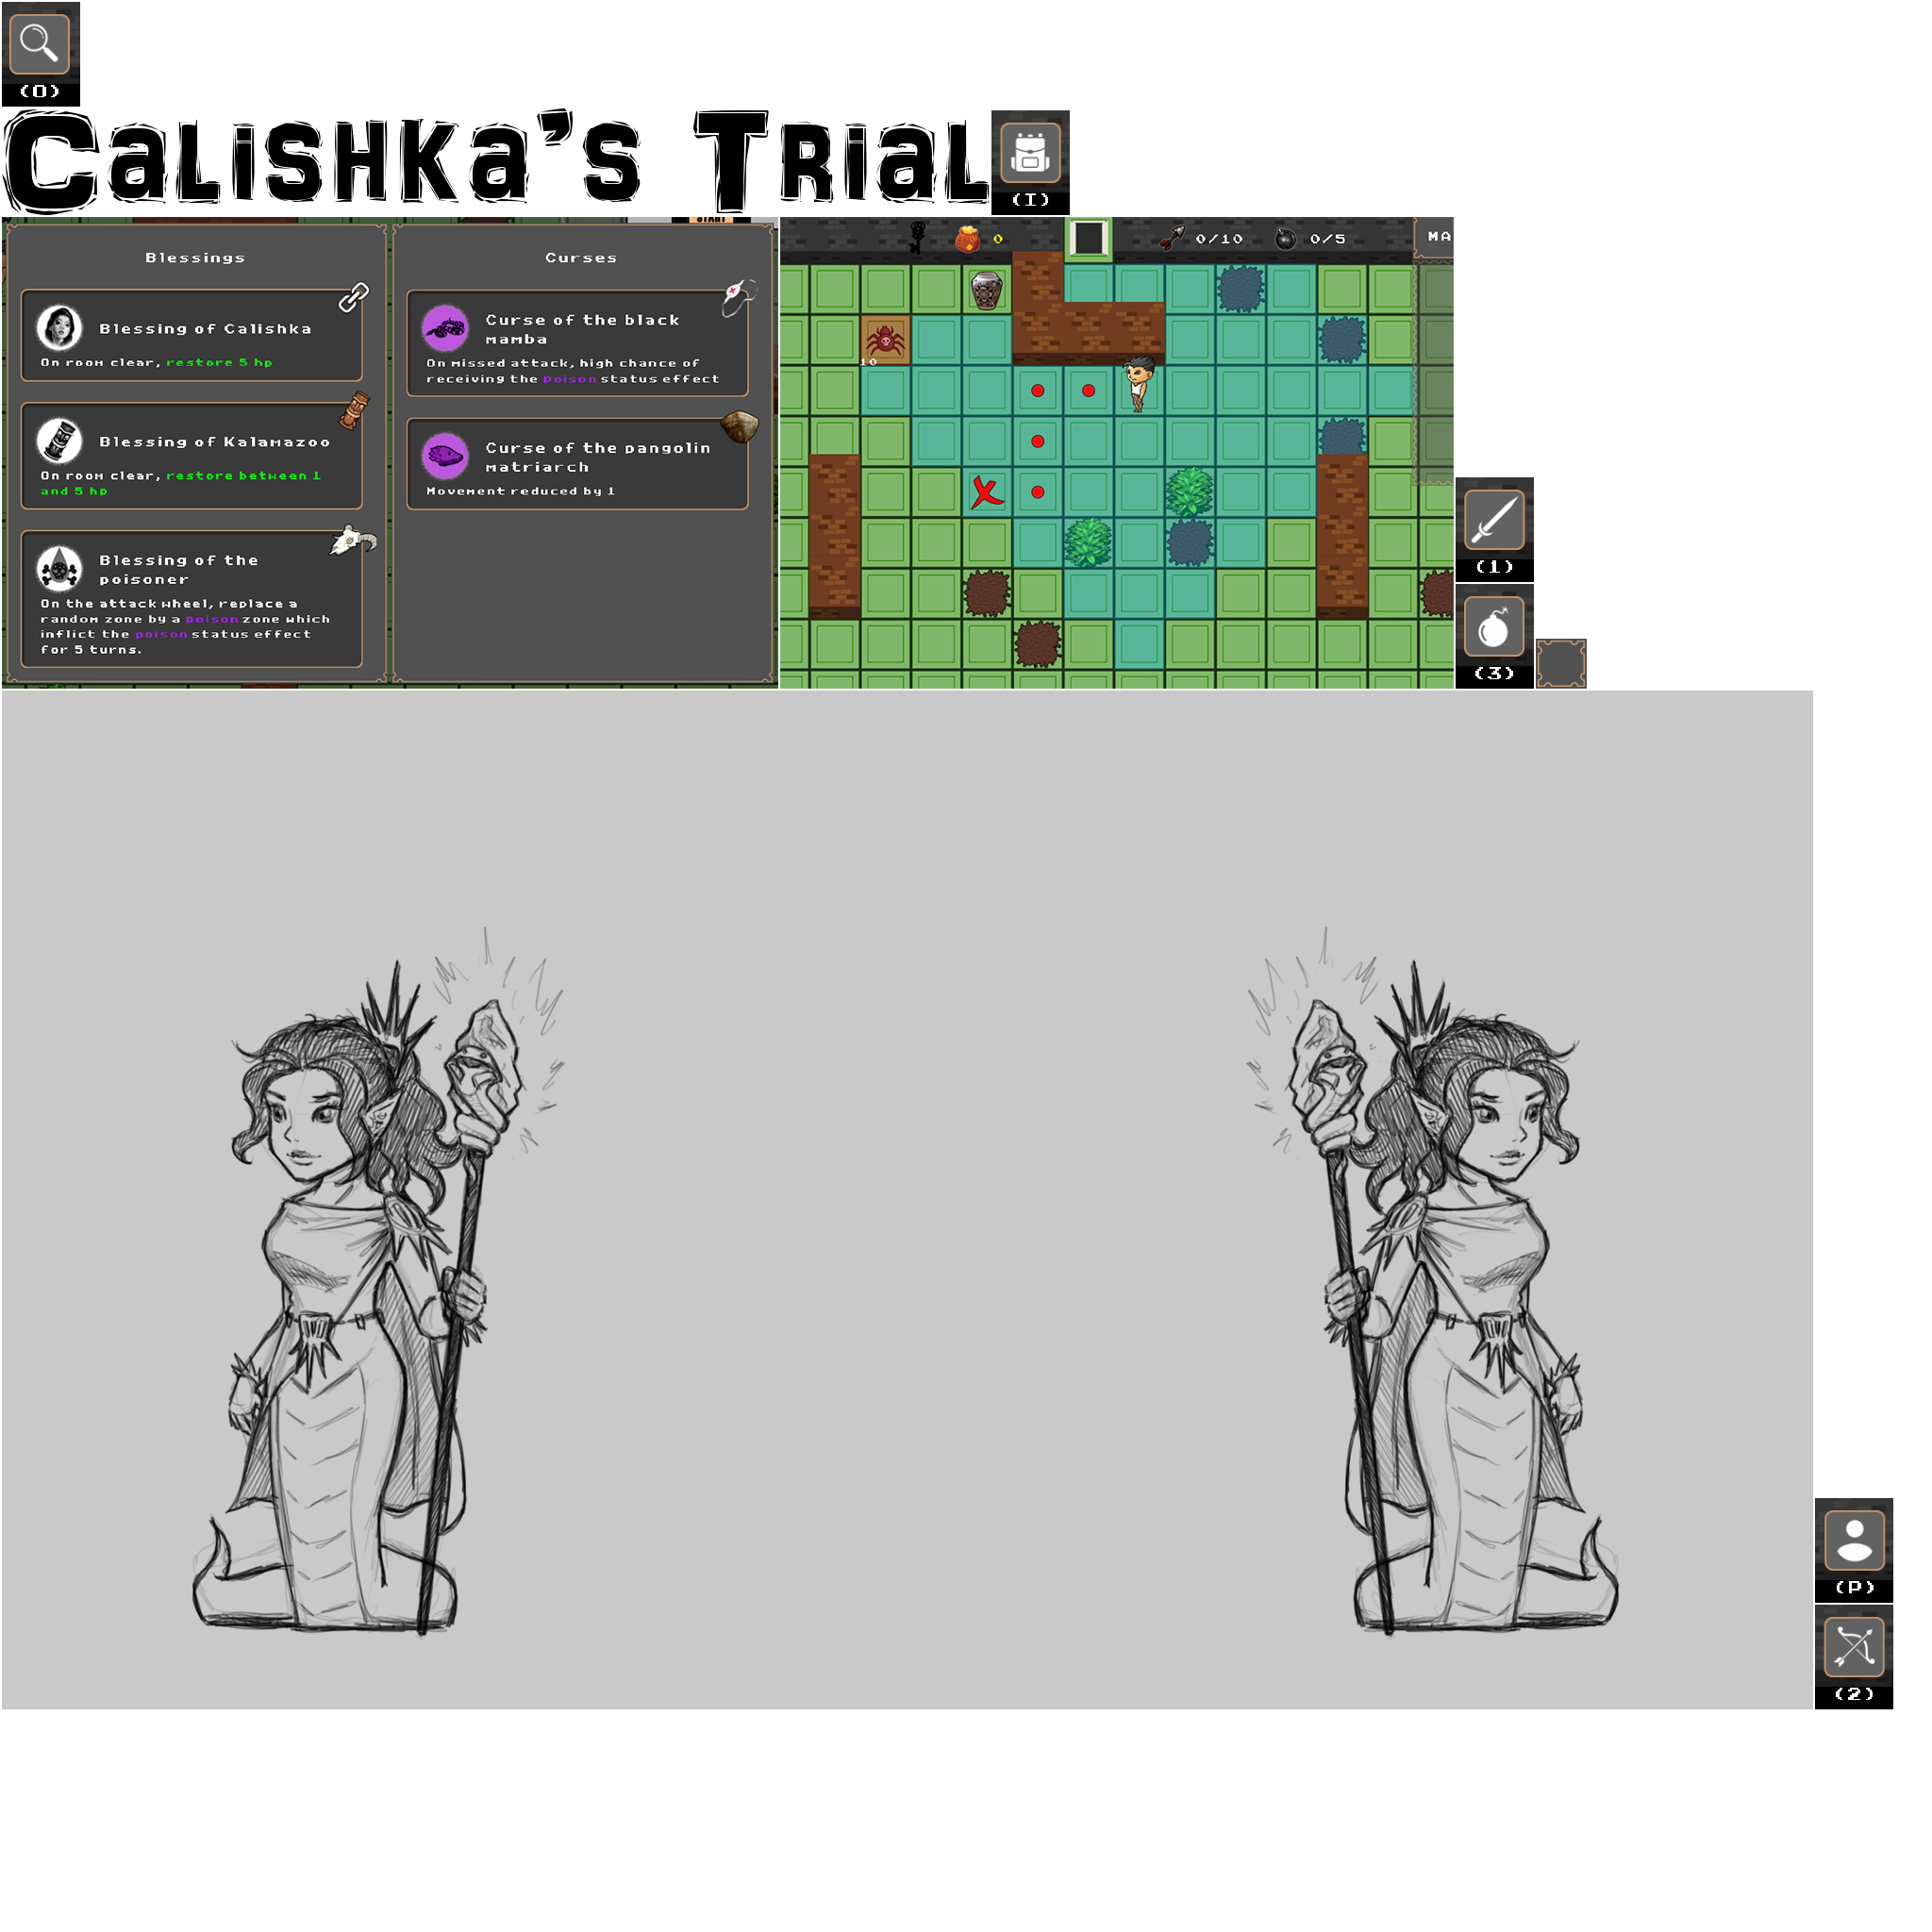 (O)
Calishka's Trial
(I)
START
Blessings
Blessing of Calishka
On room clear, restore 5 hp
Blessing of Kalamazoo
On room clear, restore between 1
and 5 hp
Blessing of the
poisoner
On the attack wheel, replace a
random zone by a poison zone which
inflict the poison status effect
for 5 turns.
Curses
Curse of the black
mamba
On missed attack, high chance of
receiving the poison status effect
Curse of the pangolin
matriarch
Movement reduced by 1
0
0/10
0/5
MA
10
(1)
(3)
(P)
(2)